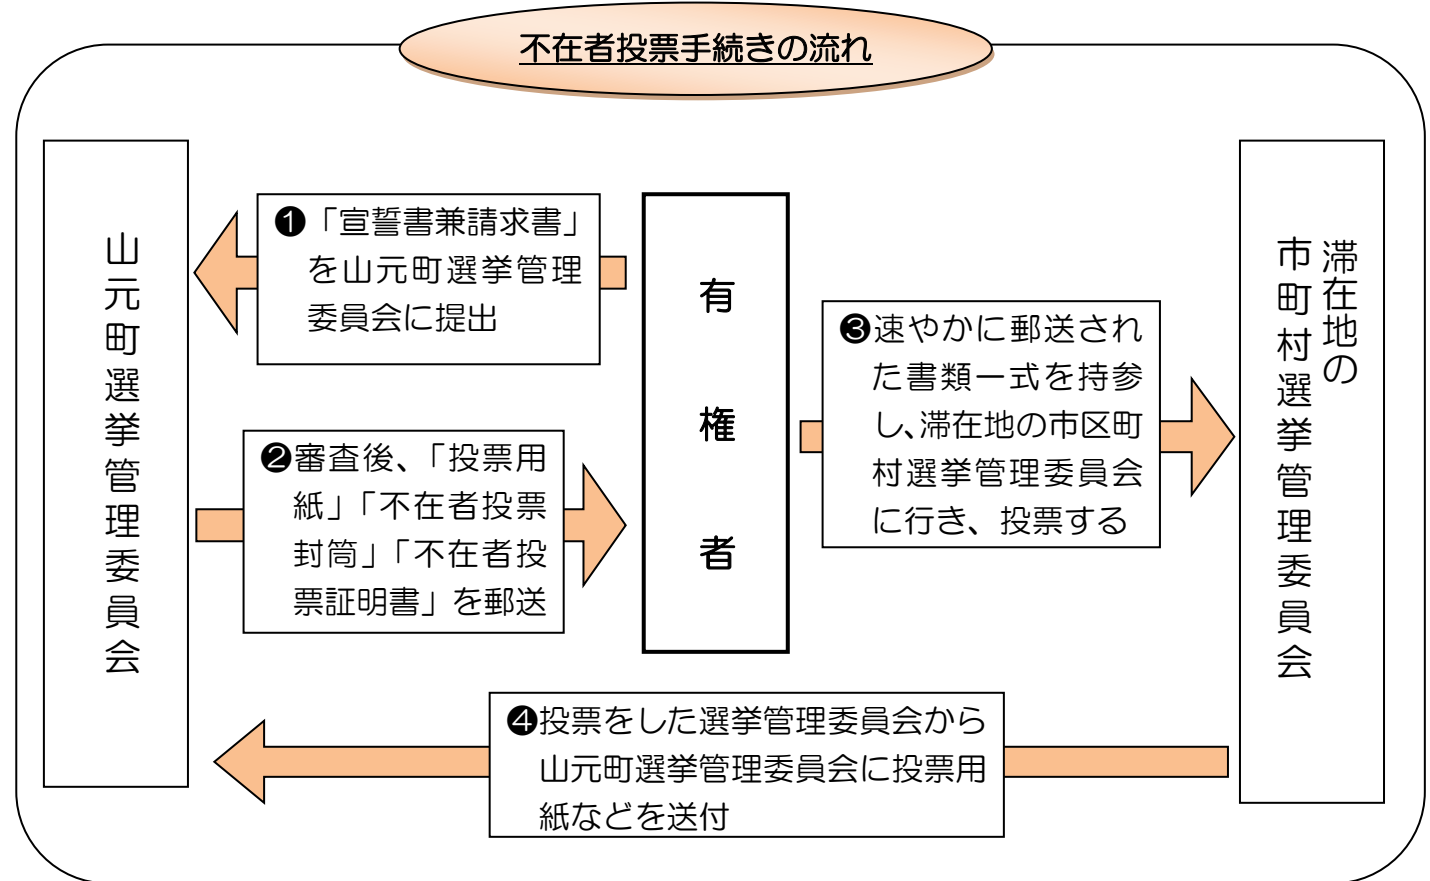 不在者投票手続きの流れ
山元町選挙管理委員会
❶「宣誓書兼請求書」
を山元町選挙管理
委員会に提出
❷審査後、「投票用
紙」「不在者投票
封筒」「不在者投
票証明書」を郵送
有権者
❸速やかに郵送され
た書類一式を持参
し、滞在地の市区町
村選挙管理委員会
に行き、投票する
滞在地の
市町村選挙管理委員会
❹投票をした選挙管理委員会から
山元町選挙管理委員会に投票用
紙などを送付